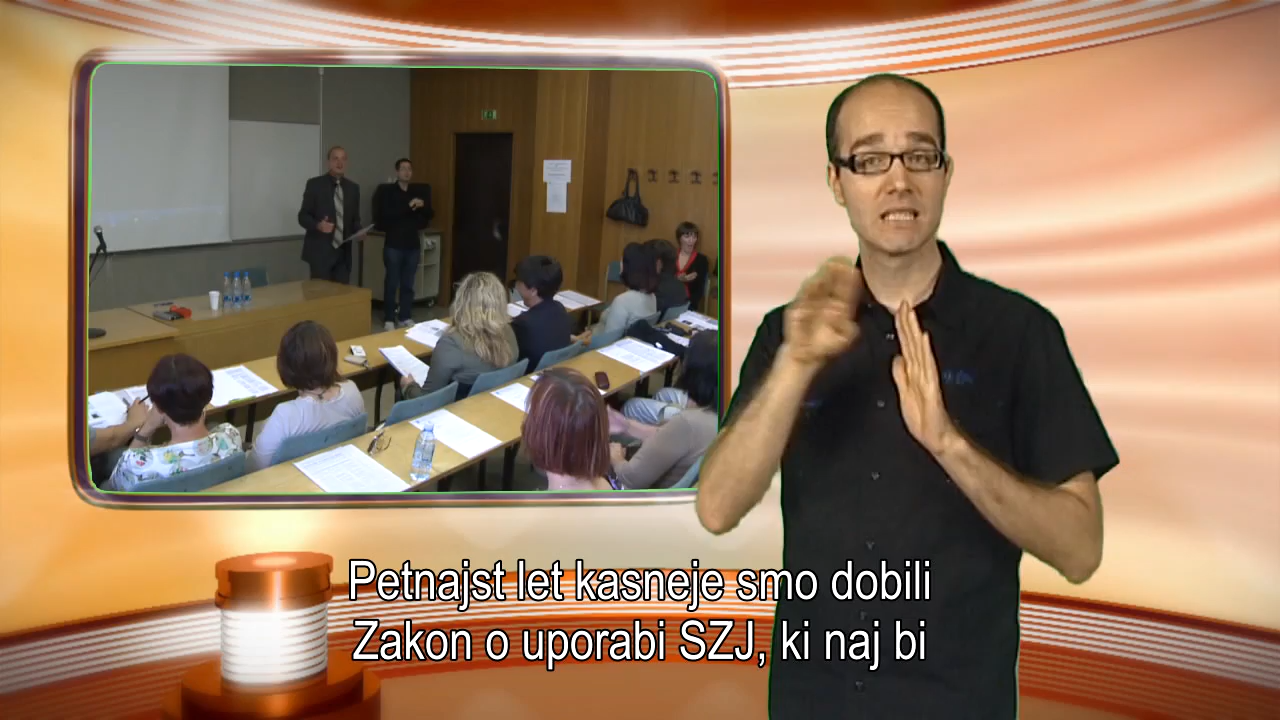 Petnajst let kasneje smo dobili
Zakon o uporabi SZJ, ki naj bi